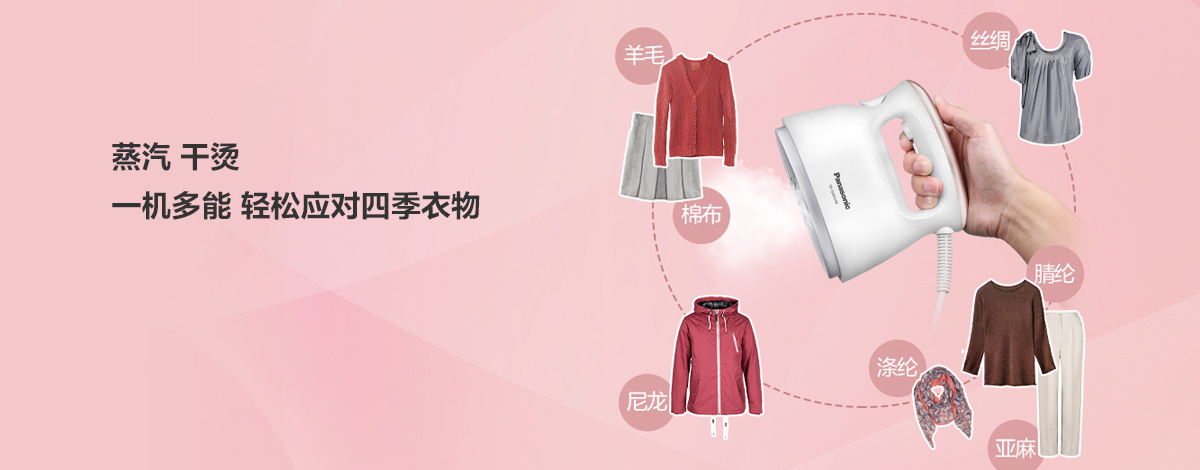 蒸汽 干烫
一机多能 轻松应对四季衣物
羊毛
丝绸
棉布
Panasonic
腈纶
涤纶
尼龙
亚麻